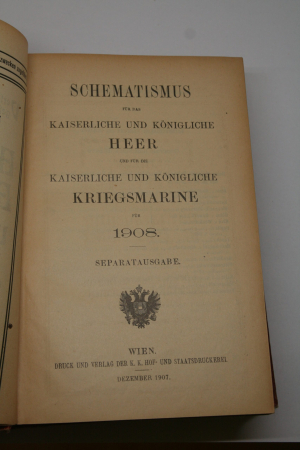 SCHEMATISMUS
FÜR DAS
KAISERLICHE UND KÖNIGLICHE
HEER
UND FÜR DIE
KAISERLICHE UND KÖNIGLICHE
KRIEGSMARINE
FÜR
1908.
SEPARATAUSGABE.
WIEN.
DRUCK UND VERLAG DER K. K. HOF- UND STAATSDRUCKEREI.
DEZEMBER 1907.